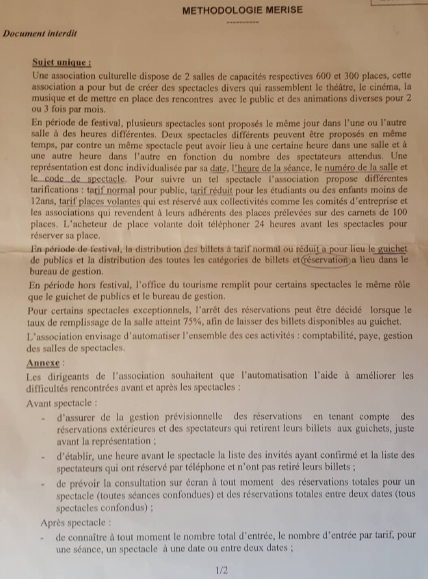 METHODOLOGIE MERISE
Document interdit
Sujet unique :
Une association culturelle dispose de 2 salles de capacités respectives 600 et 300 places, cette
association a pour but de créer des spectacles divers qui rassemblent le théâtre, le cinéma, la
musique et de mettre en place des rencontres avec le public et des animations diverses pour 2
ou 3 fois par mois.
En période de festival, plusieurs spectacles sont proposés le même jour dans l'une ou l'autre
salle à des heures différentes. Deux spectacles différents peuvent être proposés en même
temps, par contre un même spectacle peut avoir lieu à une certaine heure dans une salle et à
une autre heure dans l'autre en fonction du nombre des spectateurs attendus. Une
représentation est donc individualisée par sa date, l'heure de la séance, le numéro de la salle et
le code de spectacle. Pour suivre un tel spectacle l'association propose différentes
tarifications : tarif normal pour public, tarif réduit pour les étudiants ou des enfants moins de
12ans, tarif places volantes qui est réservé aux collectivités comme les comités d'entreprise et
les associations qui revendent à leurs adhérents des places prélevées sur des carnets de 100
places. L'acheteur de place volante doit téléphoner 24 heures avant les spectacles pour
réserver sa place.
En période de festival, la distribution des billets à tarif normal ou réduit a pour lieu le guichet
de publics et la distribution des toutes les catégories de billets et réservation a lieu dans le
bureau de gestion.
En période hors festival, l'office du tourisme remplit pour certains spectacles le même rôle
que le guichet de publics et le bureau de gestion.
Pour certains spectacles exceptionnels, l'arrêt des réservations peut être décidé lorsque le
taux de remplissage de la salle atteint 75%, afin de laisser des billets disponibles au guichet.
L'association envisage d'automatiser l'ensemble des ces activités : comptabilité, paye, gestion
des salles de spectacles.
Annexe :
Les dirigeants de l'association souhaitent que l'automatisation l'aide à améliorer les
difficultés rencontrées avant et après les spectacles :
Avant spectacle :
- d'assurer de la gestion prévisionnelle des réservations en tenant compte des
réservations extérieures et des spectateurs qui retirent leurs billets aux guichets, juste
avant la représentation ;
- d'établir, une heure avant le spectacle la liste des invités ayant confirmé et la liste des
spectateurs qui ont réservé par téléphone et n'ont pas retiré leurs billets ;
- de prévoir la consultation sur écran à tout moment des réservations totales pour un
spectacle (toutes séances confondues) et des réservations totales entre deux dates (tous
spectacles confondus) ;
Après spectacle :
- de connaître à tout moment le nombre total d'entrée, le nombre d'entrée par tarif, pour
une séance, un spectacle à une date ou entre deux dates ;
1/2